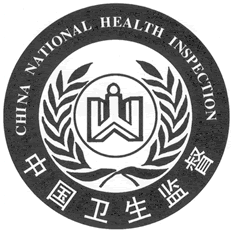 CHINA NATIONAL HEALTH INSPECTION
中国卫生监督